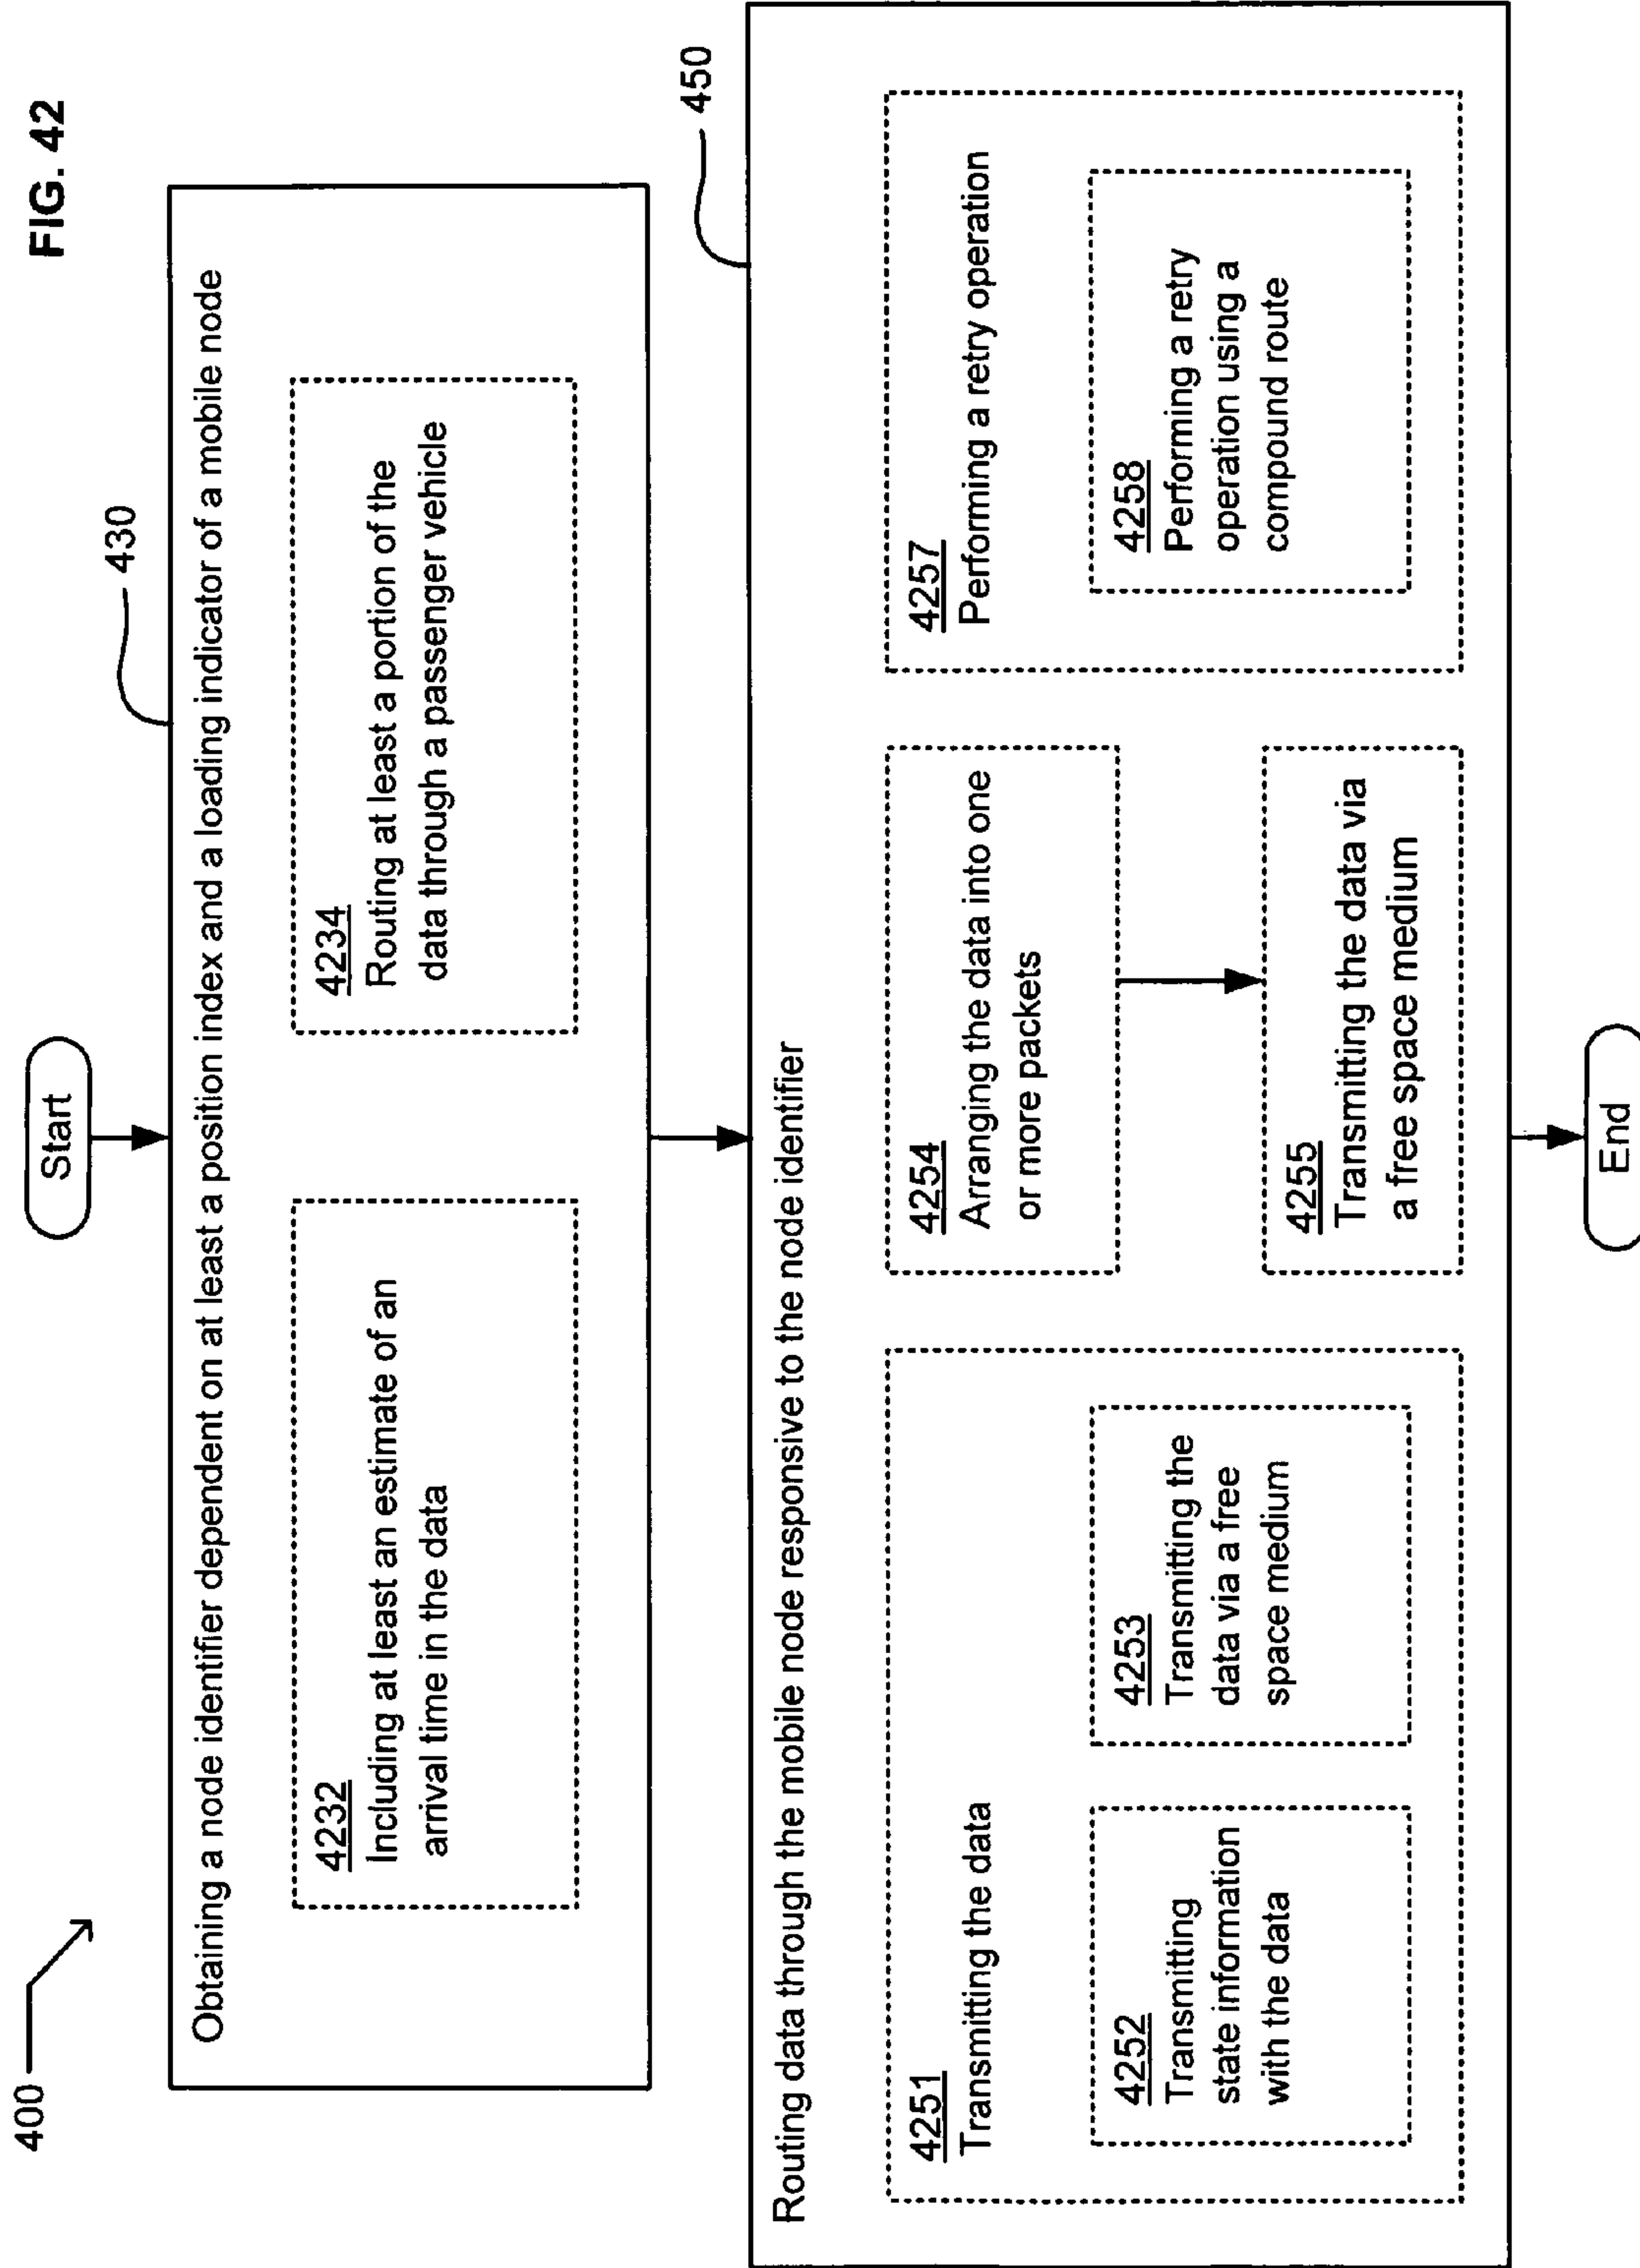 FIG. 42
400
Start
430
Obtaining a node identifier dependent on at least a position index and a loading indicator of a mobile node
4232
Including at least an estimate of an
arrival time in the data
4234
Routing at least a portion of the
data through a passenger vehicle
450
Routing data through the mobile node responsive to the node identifier
4251
Transmitting the data
4252
Transmitting
state information
with the data
4253
Transmitting the
data via a free
space medium
4254
Arranging the data into one
or more packets
4255
Transmitting the data via
a free space medium
4257
Performing a retry operation
4258
Performing a retry
operation using a
compound route
End